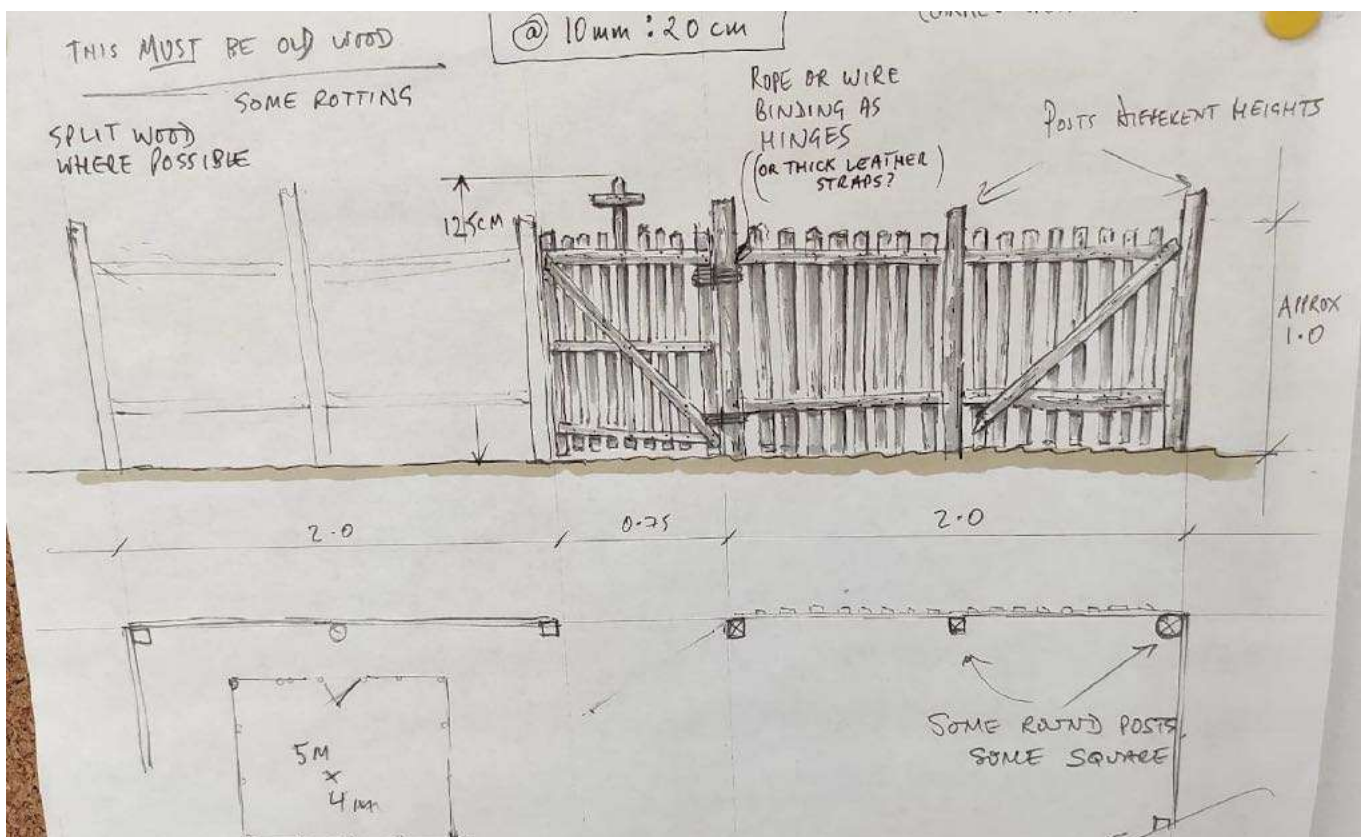 THIS MUST BE OLD WOOD
@ 10mm : 20 cm
SOME ROTTING
SPLIT WOOD
WHERE POSSIBLE
ROPE OR WIRE
BINDING AS
HINGES
(OR THICK LEATHER
STRAPS?)
POSTS DIFFERENT HEIGHTS
125CM
APPROX
1.0
2.0
0.75
2.0
5M
x
4m
SOME ROUND POSTS
SOME SQUARE